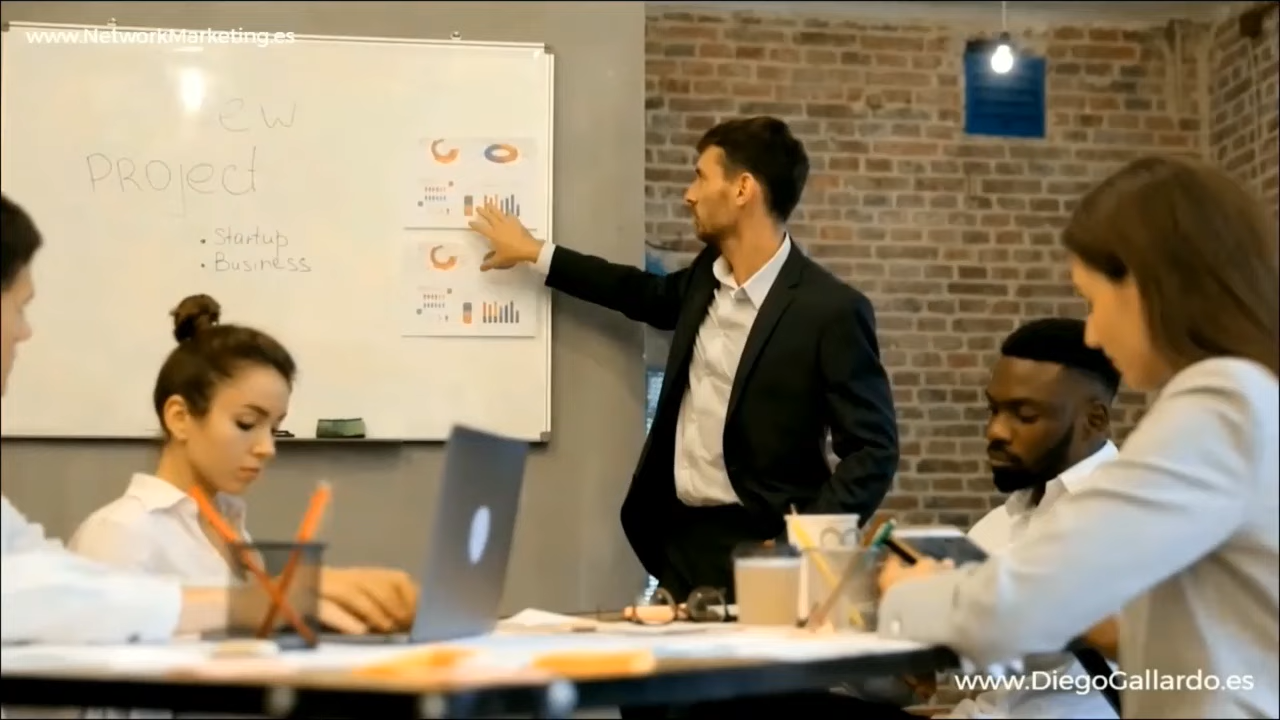 www.NetworkMarketing.es
ew
PROJect
• Startup
• Business
www.DiegoGallardo.es